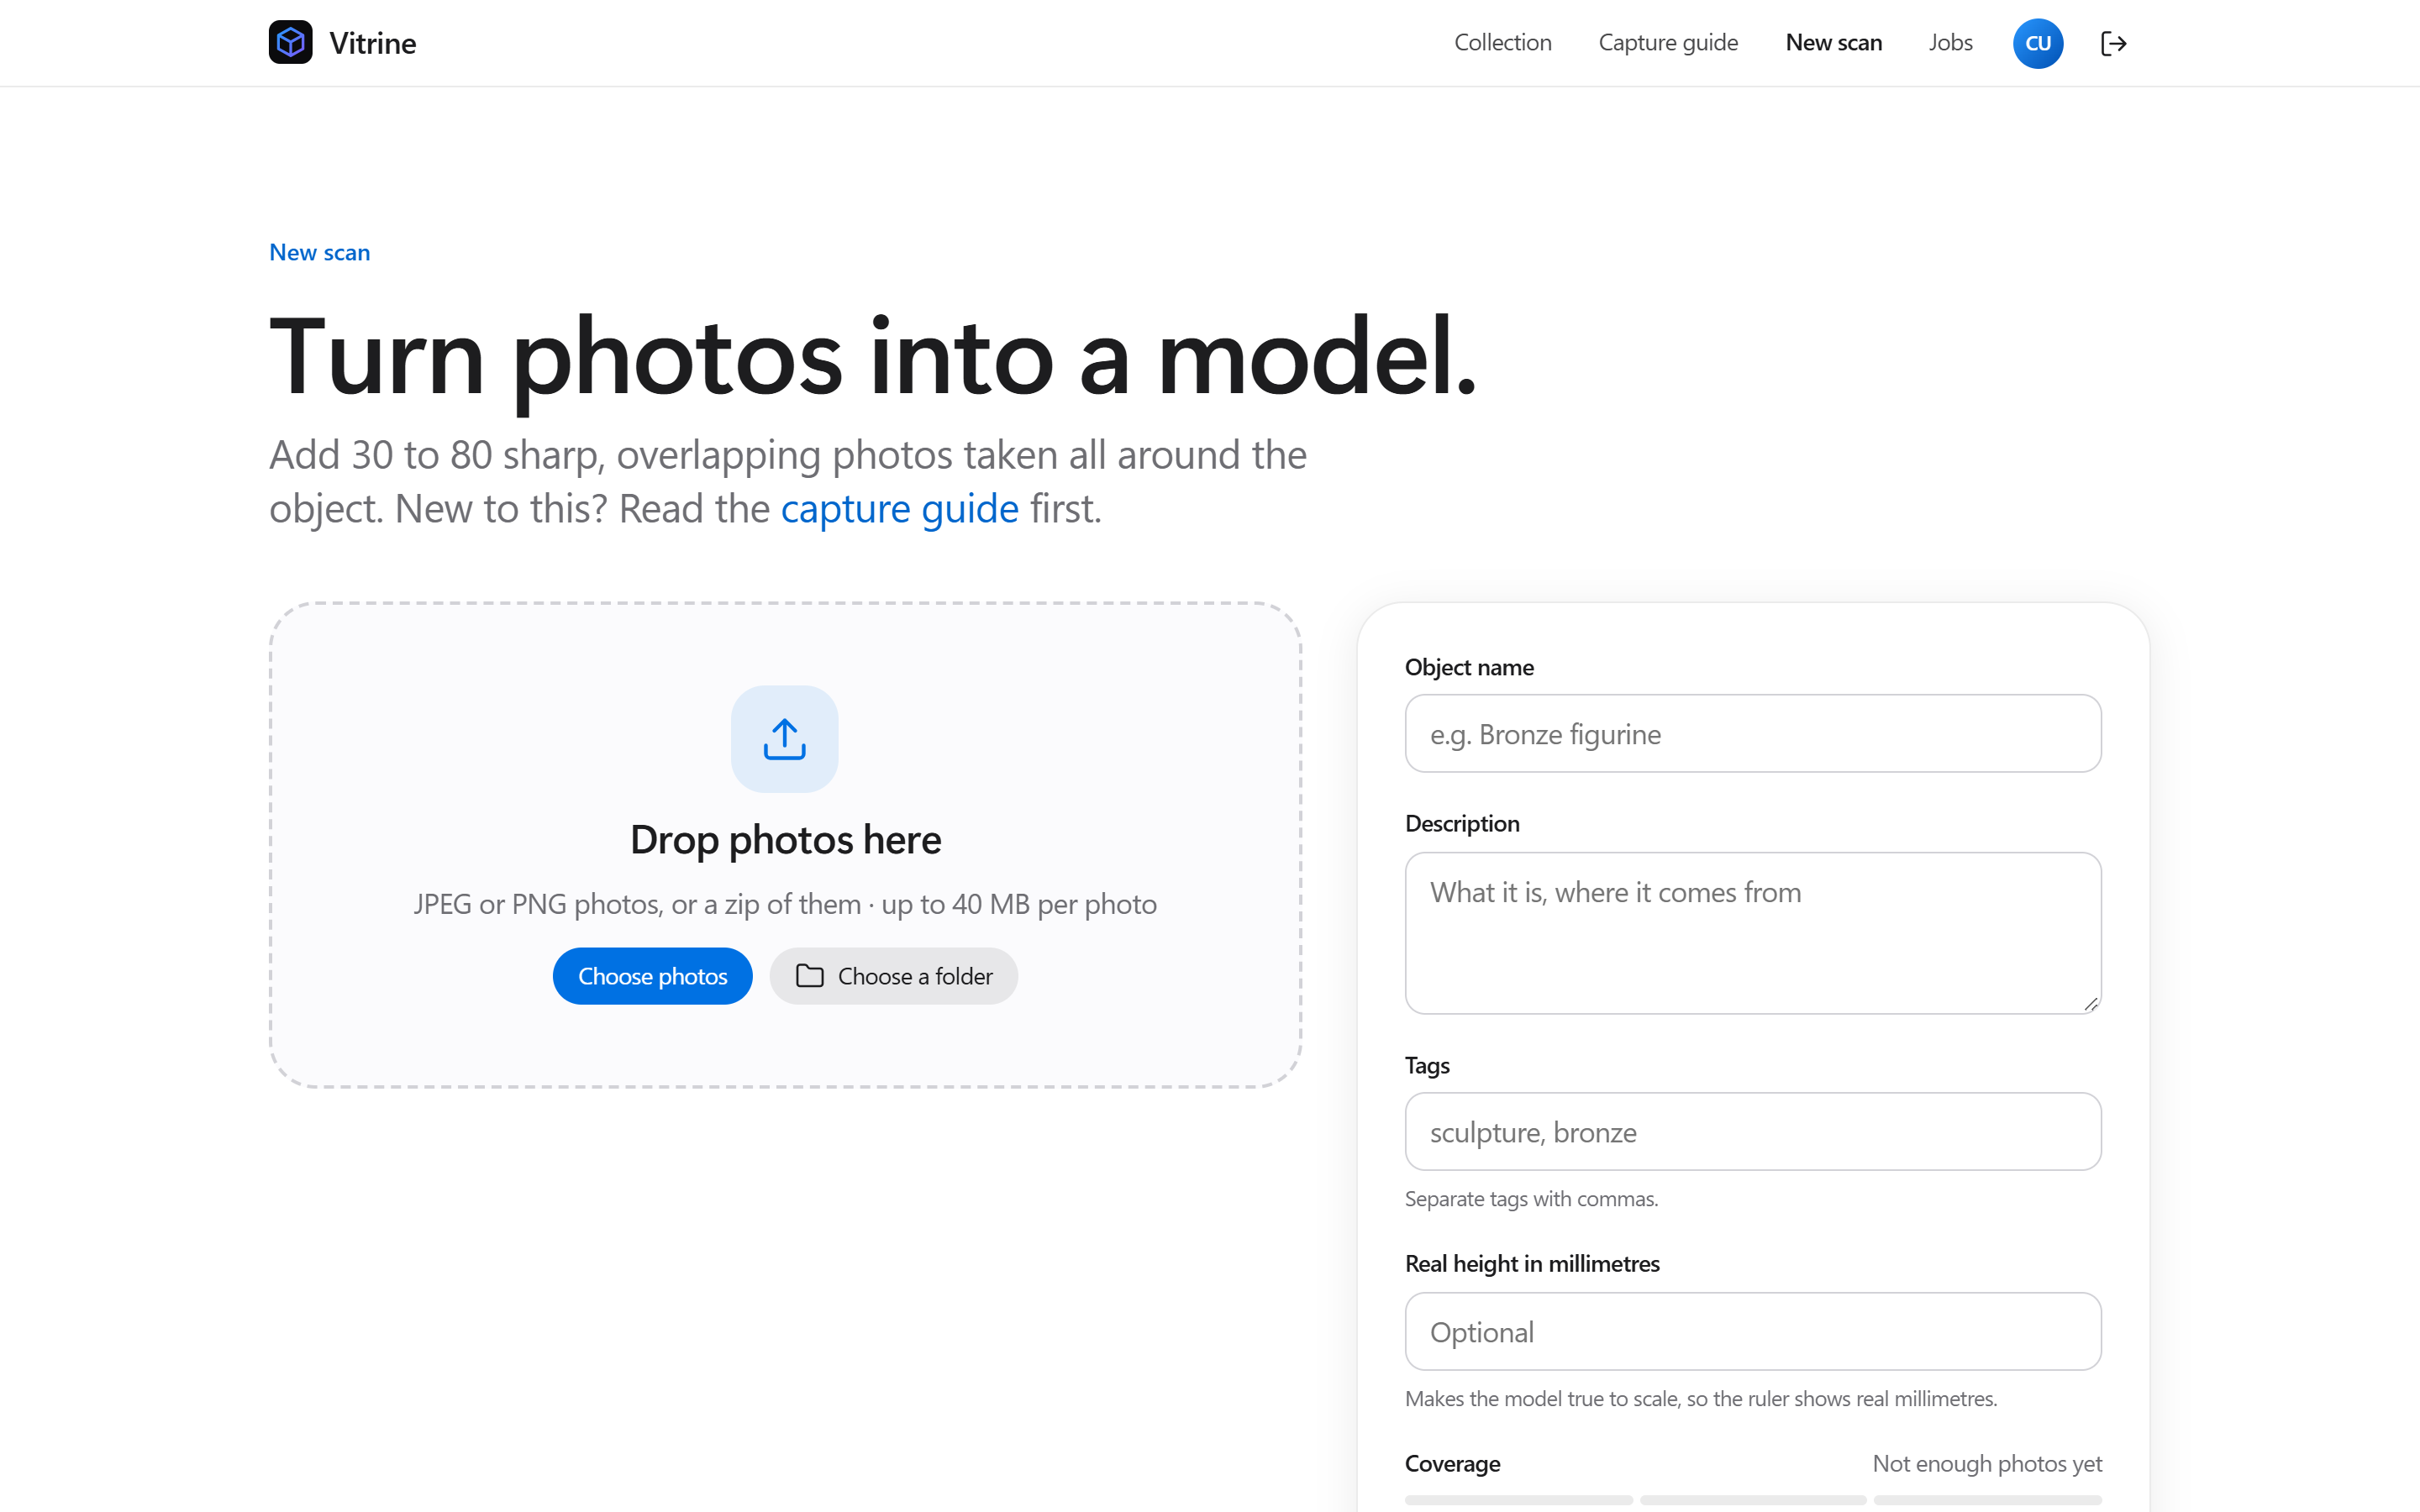 Vitrine
Collection
Capture guide
New scan
Jobs
CU
New scan
Turn photos into a model.
Add 30 to 80 sharp, overlapping photos taken all around the
object. New to this? Read the capture guide first.
Drop photos here
JPEG or PNG photos, or a zip of them · up to 40 MB per photo
Choose photos
Choose a folder
Object name
e.g. Bronze figurine
Description
What it is, where it comes from
Tags
sculpture, bronze
Separate tags with commas.
Real height in millimetres
Optional
Makes the model true to scale, so the ruler shows real millimetres.
Coverage
Not enough photos yet